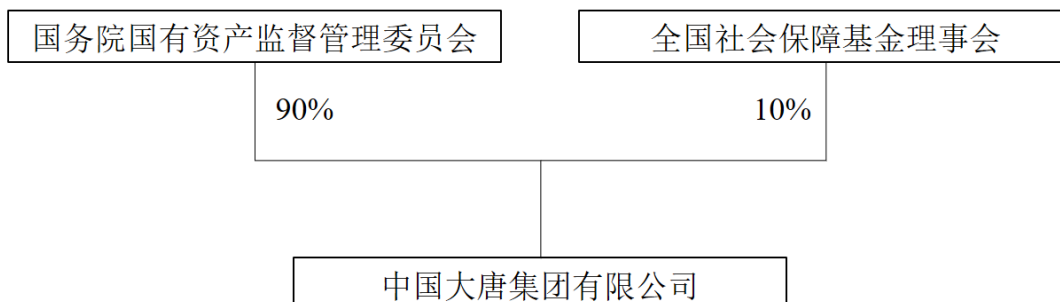 国务院国有资产监督管理委员会
全国社会保障基金理事会
90%
10%
中国大唐集团有限公司